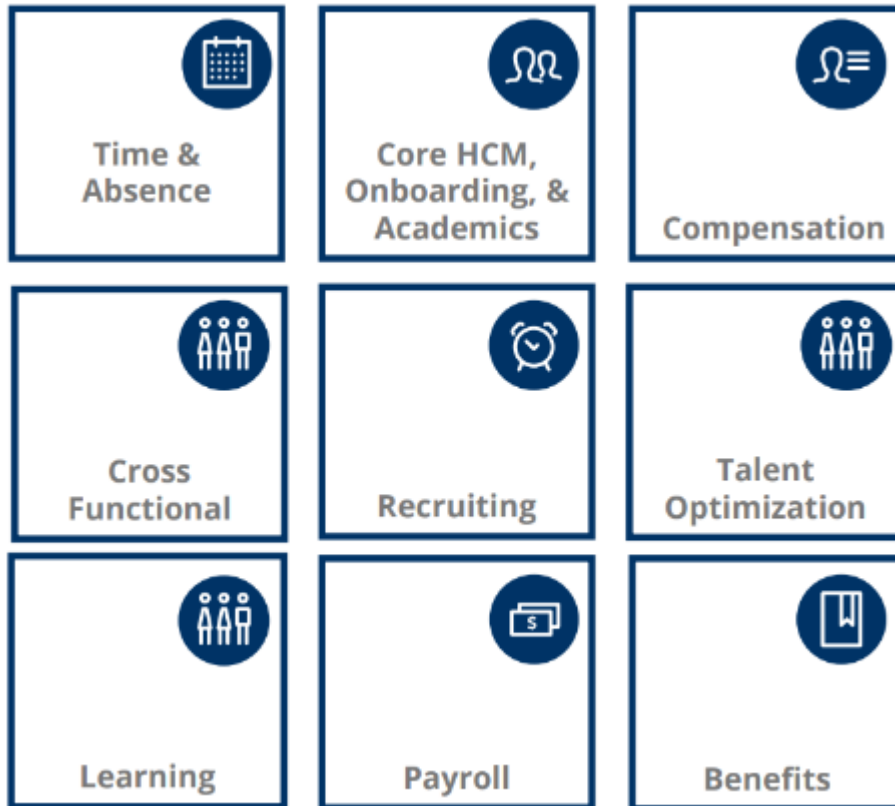 Time &
Absence
Core HCM,
Onboarding, &
Academics
Compensation
Cross
Functional
Recruiting
Talent
Optimization
Learning
$
Payroll
Benefits